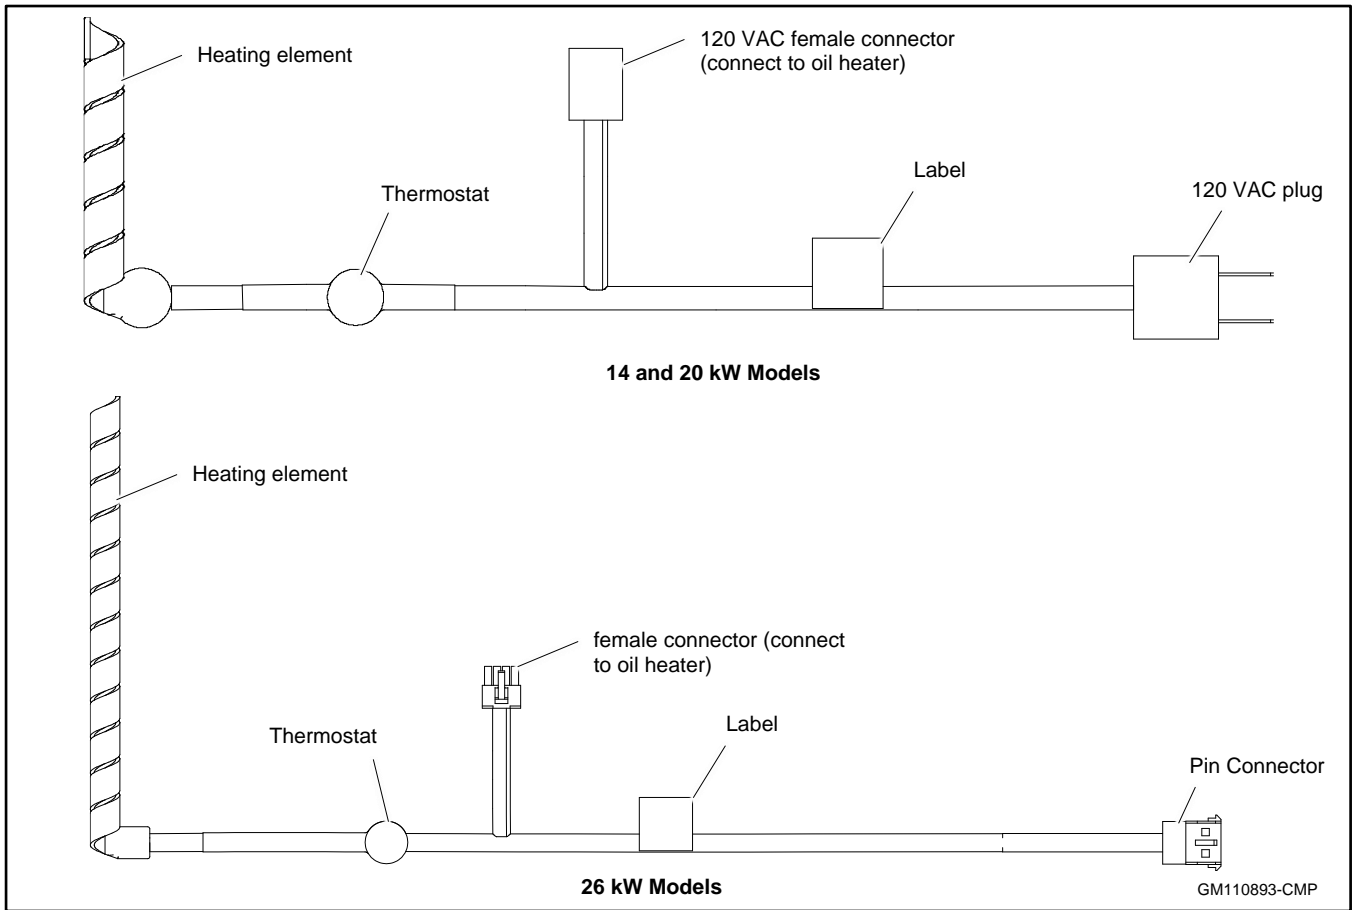 Heating element
120 VAC female connector
(connect to oil heater)
Label
Thermostat
120 VAC plug
14 and 20 kW Models
Heating element
female connector (connect
to oil heater)
Thermostat
Label
Pin Connector
26 kW Models
GM110893-CMP